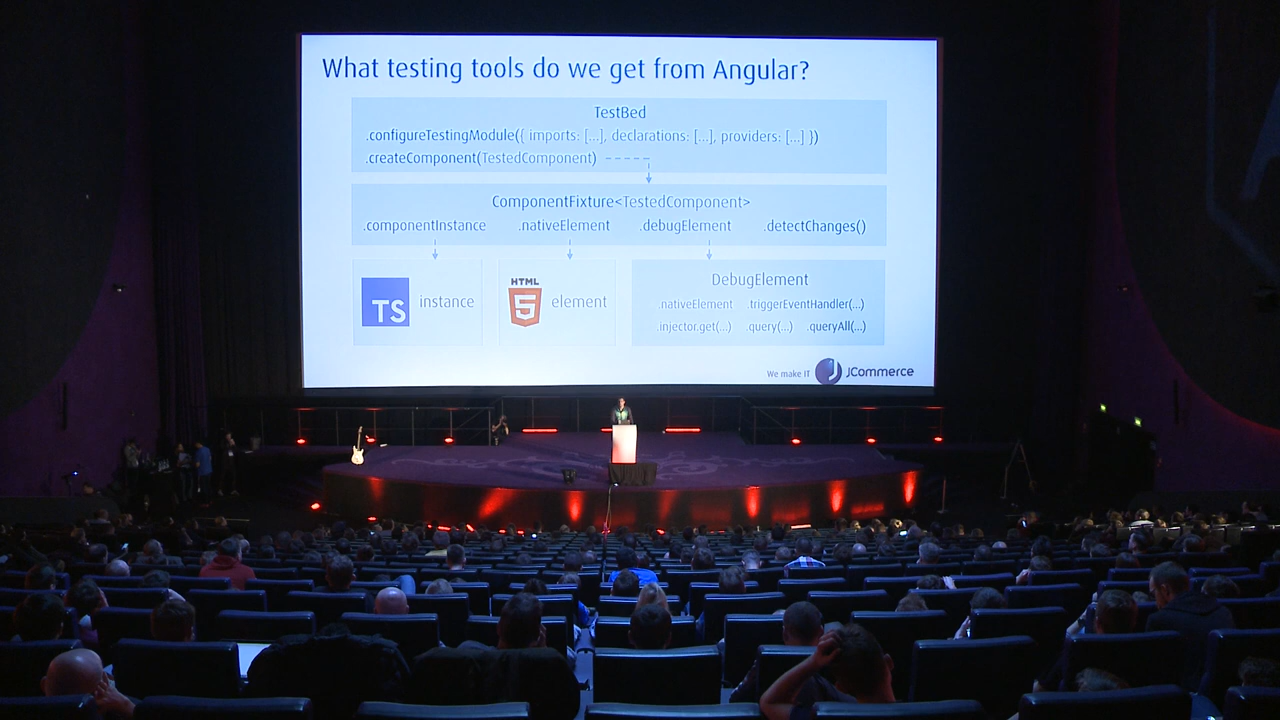 What testing tools do we get from Angular?
TestBed
.configureTestingModule({ imports: [...], declarations: [...], providers: [...] })
.createComponent(TestedComponent)
ComponentFixture<TestedComponent>
.componentInstance .nativeElement .debugElement .detectChanges()
TS instance
HTML
5 element
DebugElement
.nativeElement .triggerEventHandler(...)
.injector.get(...) .query(...) .queryAll(...)
We make IT JCommerce